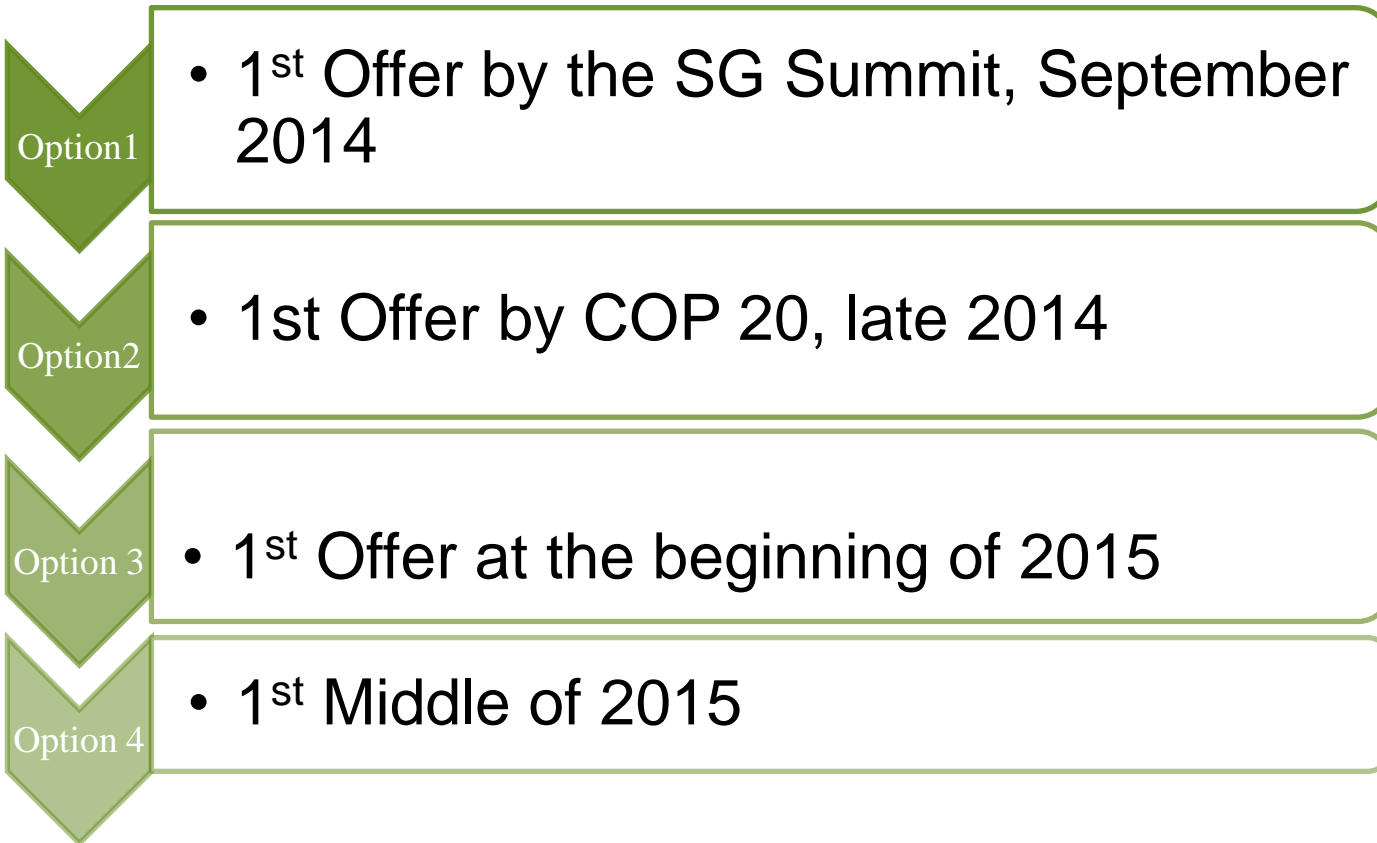 Option1
• 1st Offer by the SG Summit, September
2014
Option2
• 1st Offer by COP 20, late 2014
Option 3
• 1st Offer at the beginning of 2015
Option 4
• 1st Middle of 2015